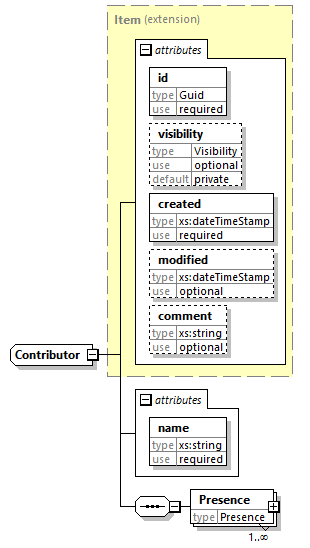 Item (extension)
attributes
id
type Guid
use required
visibility
type Visibility
use optional
default private
created
type xs:dateTimeStamp
use required
modified
type xs:dateTimeStamp
use optional
comment
type xs:string
use optional
Contributor
attributes
name
type xs:string
use required
Presence
type Presence
1..∞